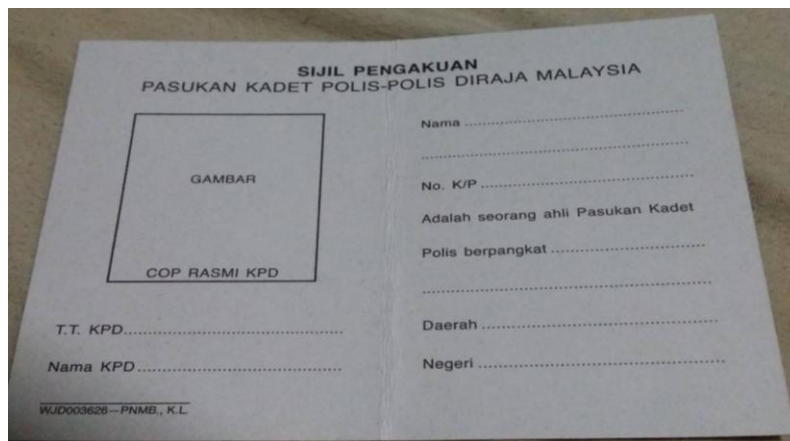 SIJIL PENGAKUAN
PASUKAN KADET POLIS-POLIS DIRAJA MALAYSIA
GAMBAR
COP RASMI KPD
T.T. KPD........................................
Nama KPD.....................................
WJD003626—PNMB., K.L.
Nama ........................................
................................................
No. K/P .......................................
Adalah seorang ahli Pasukan Kadet
Polis berpangkat ............................
................................................
Daerah ...........................................
Negeri ............................................